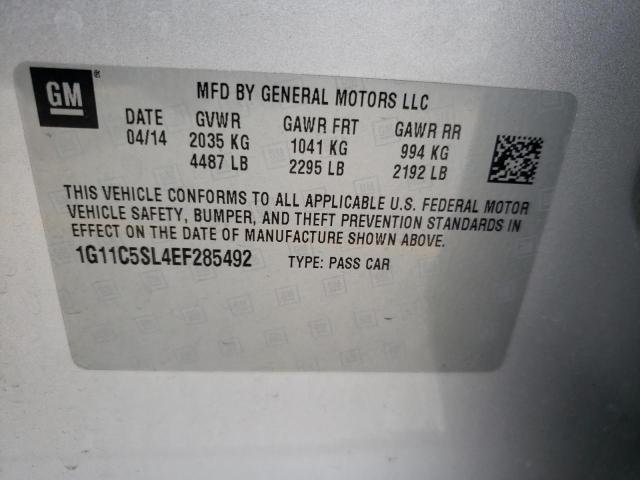 GM ®
MFD BY GENERAL MOTORS LLC
DATE GVWR GAWR FRT GAWR RR
04/14 2035 KG 1041 KG 994 KG
4487 LB 2295 LB 2192 LB
THIS VEHICLE CONFORMS TO ALL APPLICABLE U.S. FEDERAL MOTOR
VEHICLE SAFETY, BUMPER, AND THEFT PREVENTION STANDARDS IN
EFFECT ON THE DATE OF MANUFACTURE SHOWN ABOVE.
1G11C5SL4EF285492 TYPE: PASS CAR